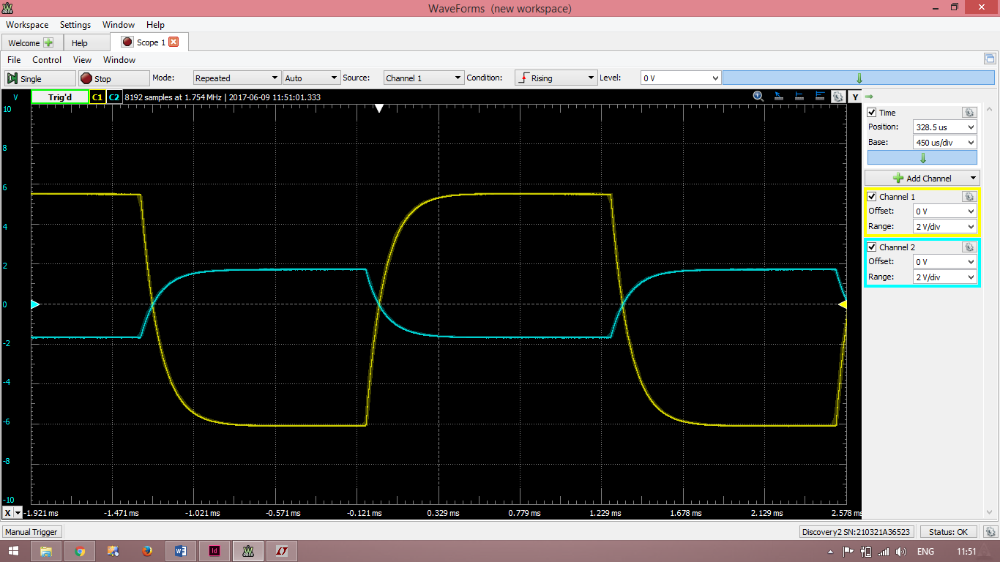 WaveForms (new workspace)
Workspace Settings Window Help
Welcome Help Scope 1
File Control View Window
Single Stop Mode: Repeated Auto Source: Channel 1 Condition: Rising Level: 0 V
V Trig'd C1 C2 8192 samples at 1.754 MHz | 2017-06-09 11:51:01.333 Y
10
8
6
4
2
0
-2
-4
-6
-8
-10
X -1.921 ms -1.471 ms -1.021 ms -0.571 ms -0.121 ms 0.329 ms 0.779 ms 1.229 ms 1.678 ms 2.129 ms 2.578 ms
Time
Position: 328.5 us
Base: 450 us/div
Add Channel
Channel 1
Offset: 0 V
Range: 2 V/div
Channel 2
Offset: 0 V
Range: 2 V/div
Manual Trigger Discovery2 SN:210321A36523 Status: OK
ENG 11:51